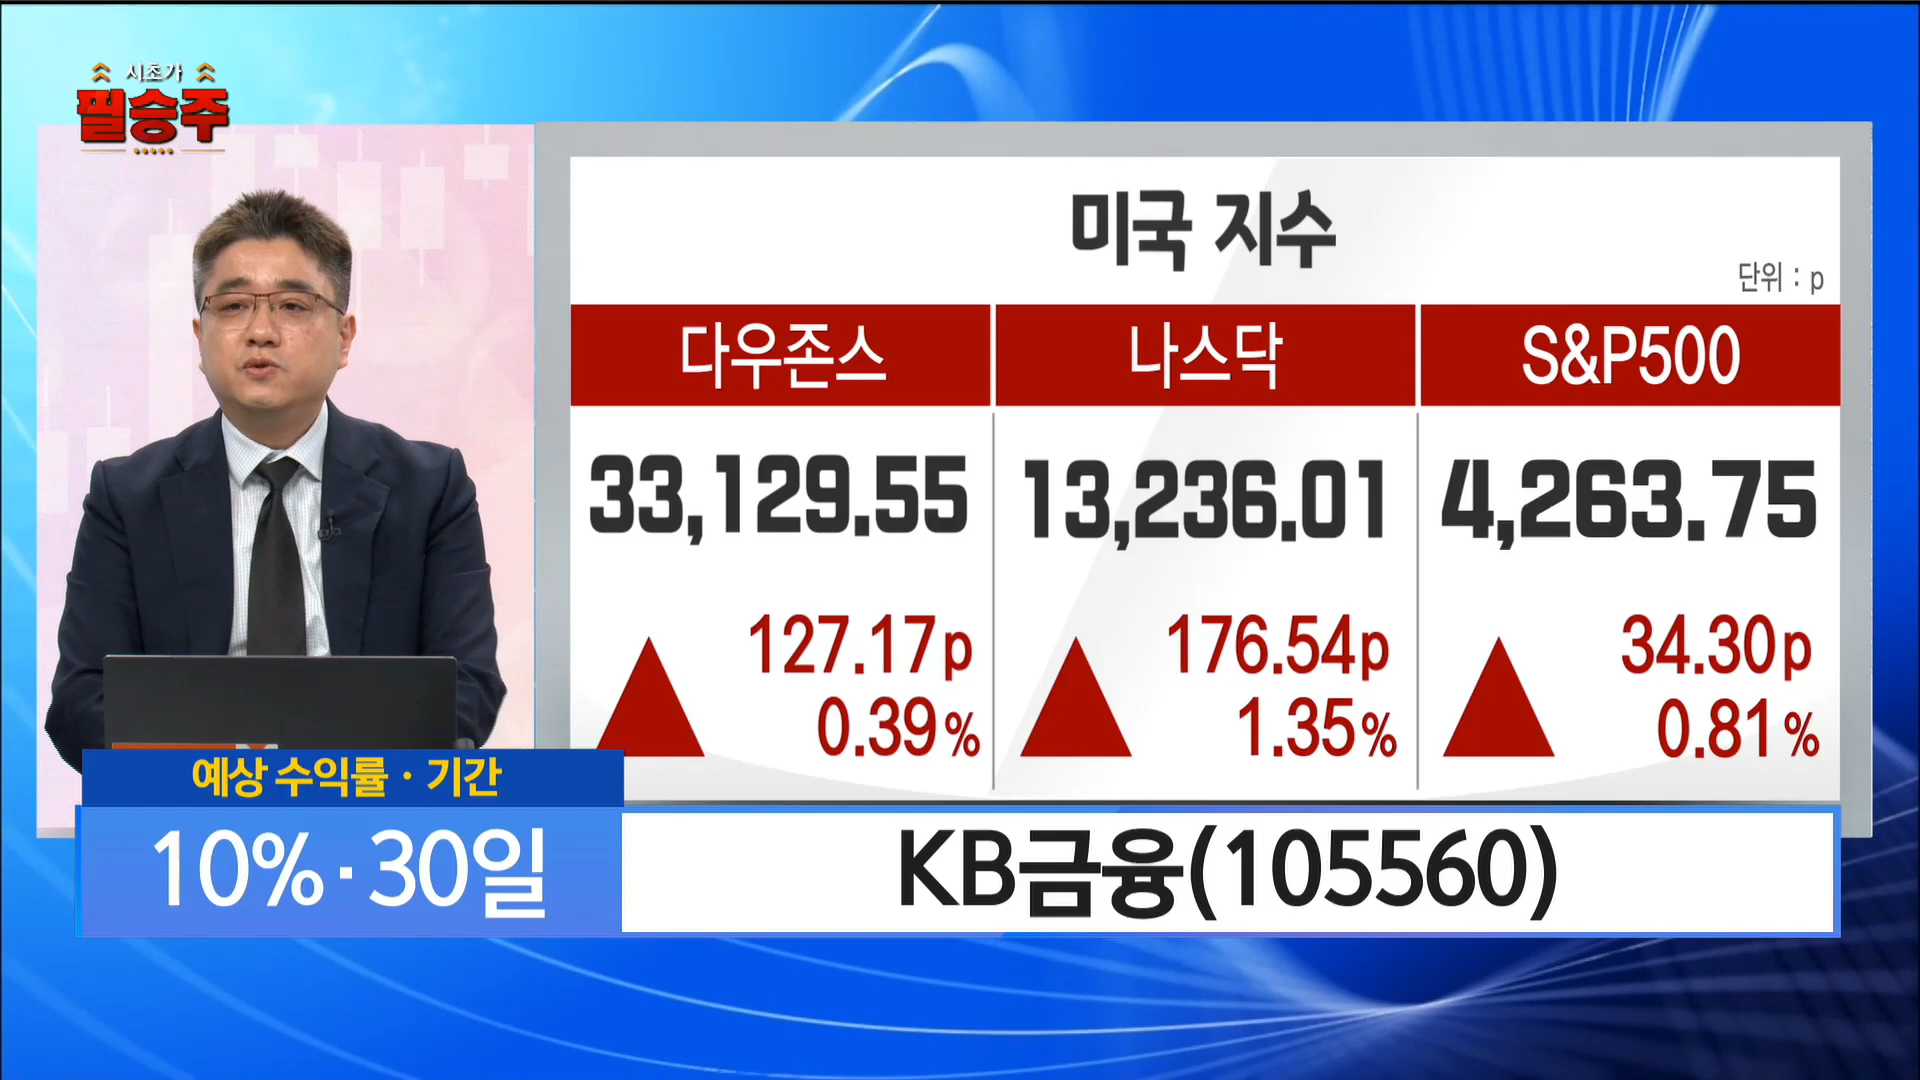 시초가
필승주
미국 지수
단위 : p
다우존스 나스닥 S&P500
33,129.55 13,236.01 4,263.75
127.17p 176.54p 34.30p
0.39% 1.35% 0.81%
예상 수익률 · 기간
10% · 30일
KB금융(105560)